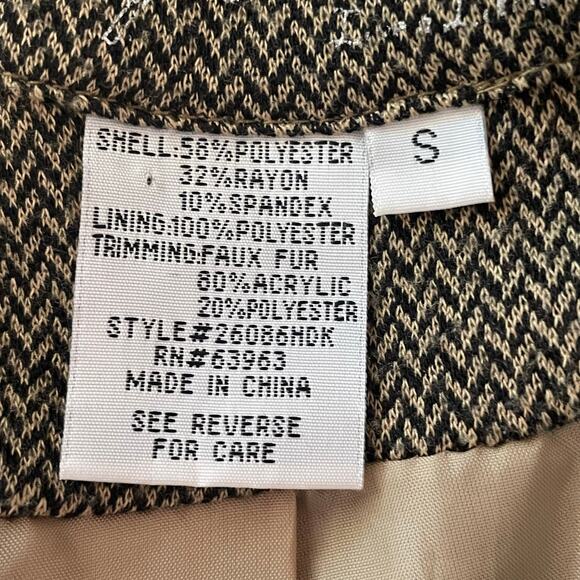 SHELL:58%POLYESTER
32%RAYON
10%SPANDEX
LINING:100%POLYESTER
TRIMMING:FAUX FUR
80%ACRYLIC
20%POLYESTER
STYLE#26086HDK
RN#63963
MADE IN CHINA
SEE REVERSE
FOR CARE
S